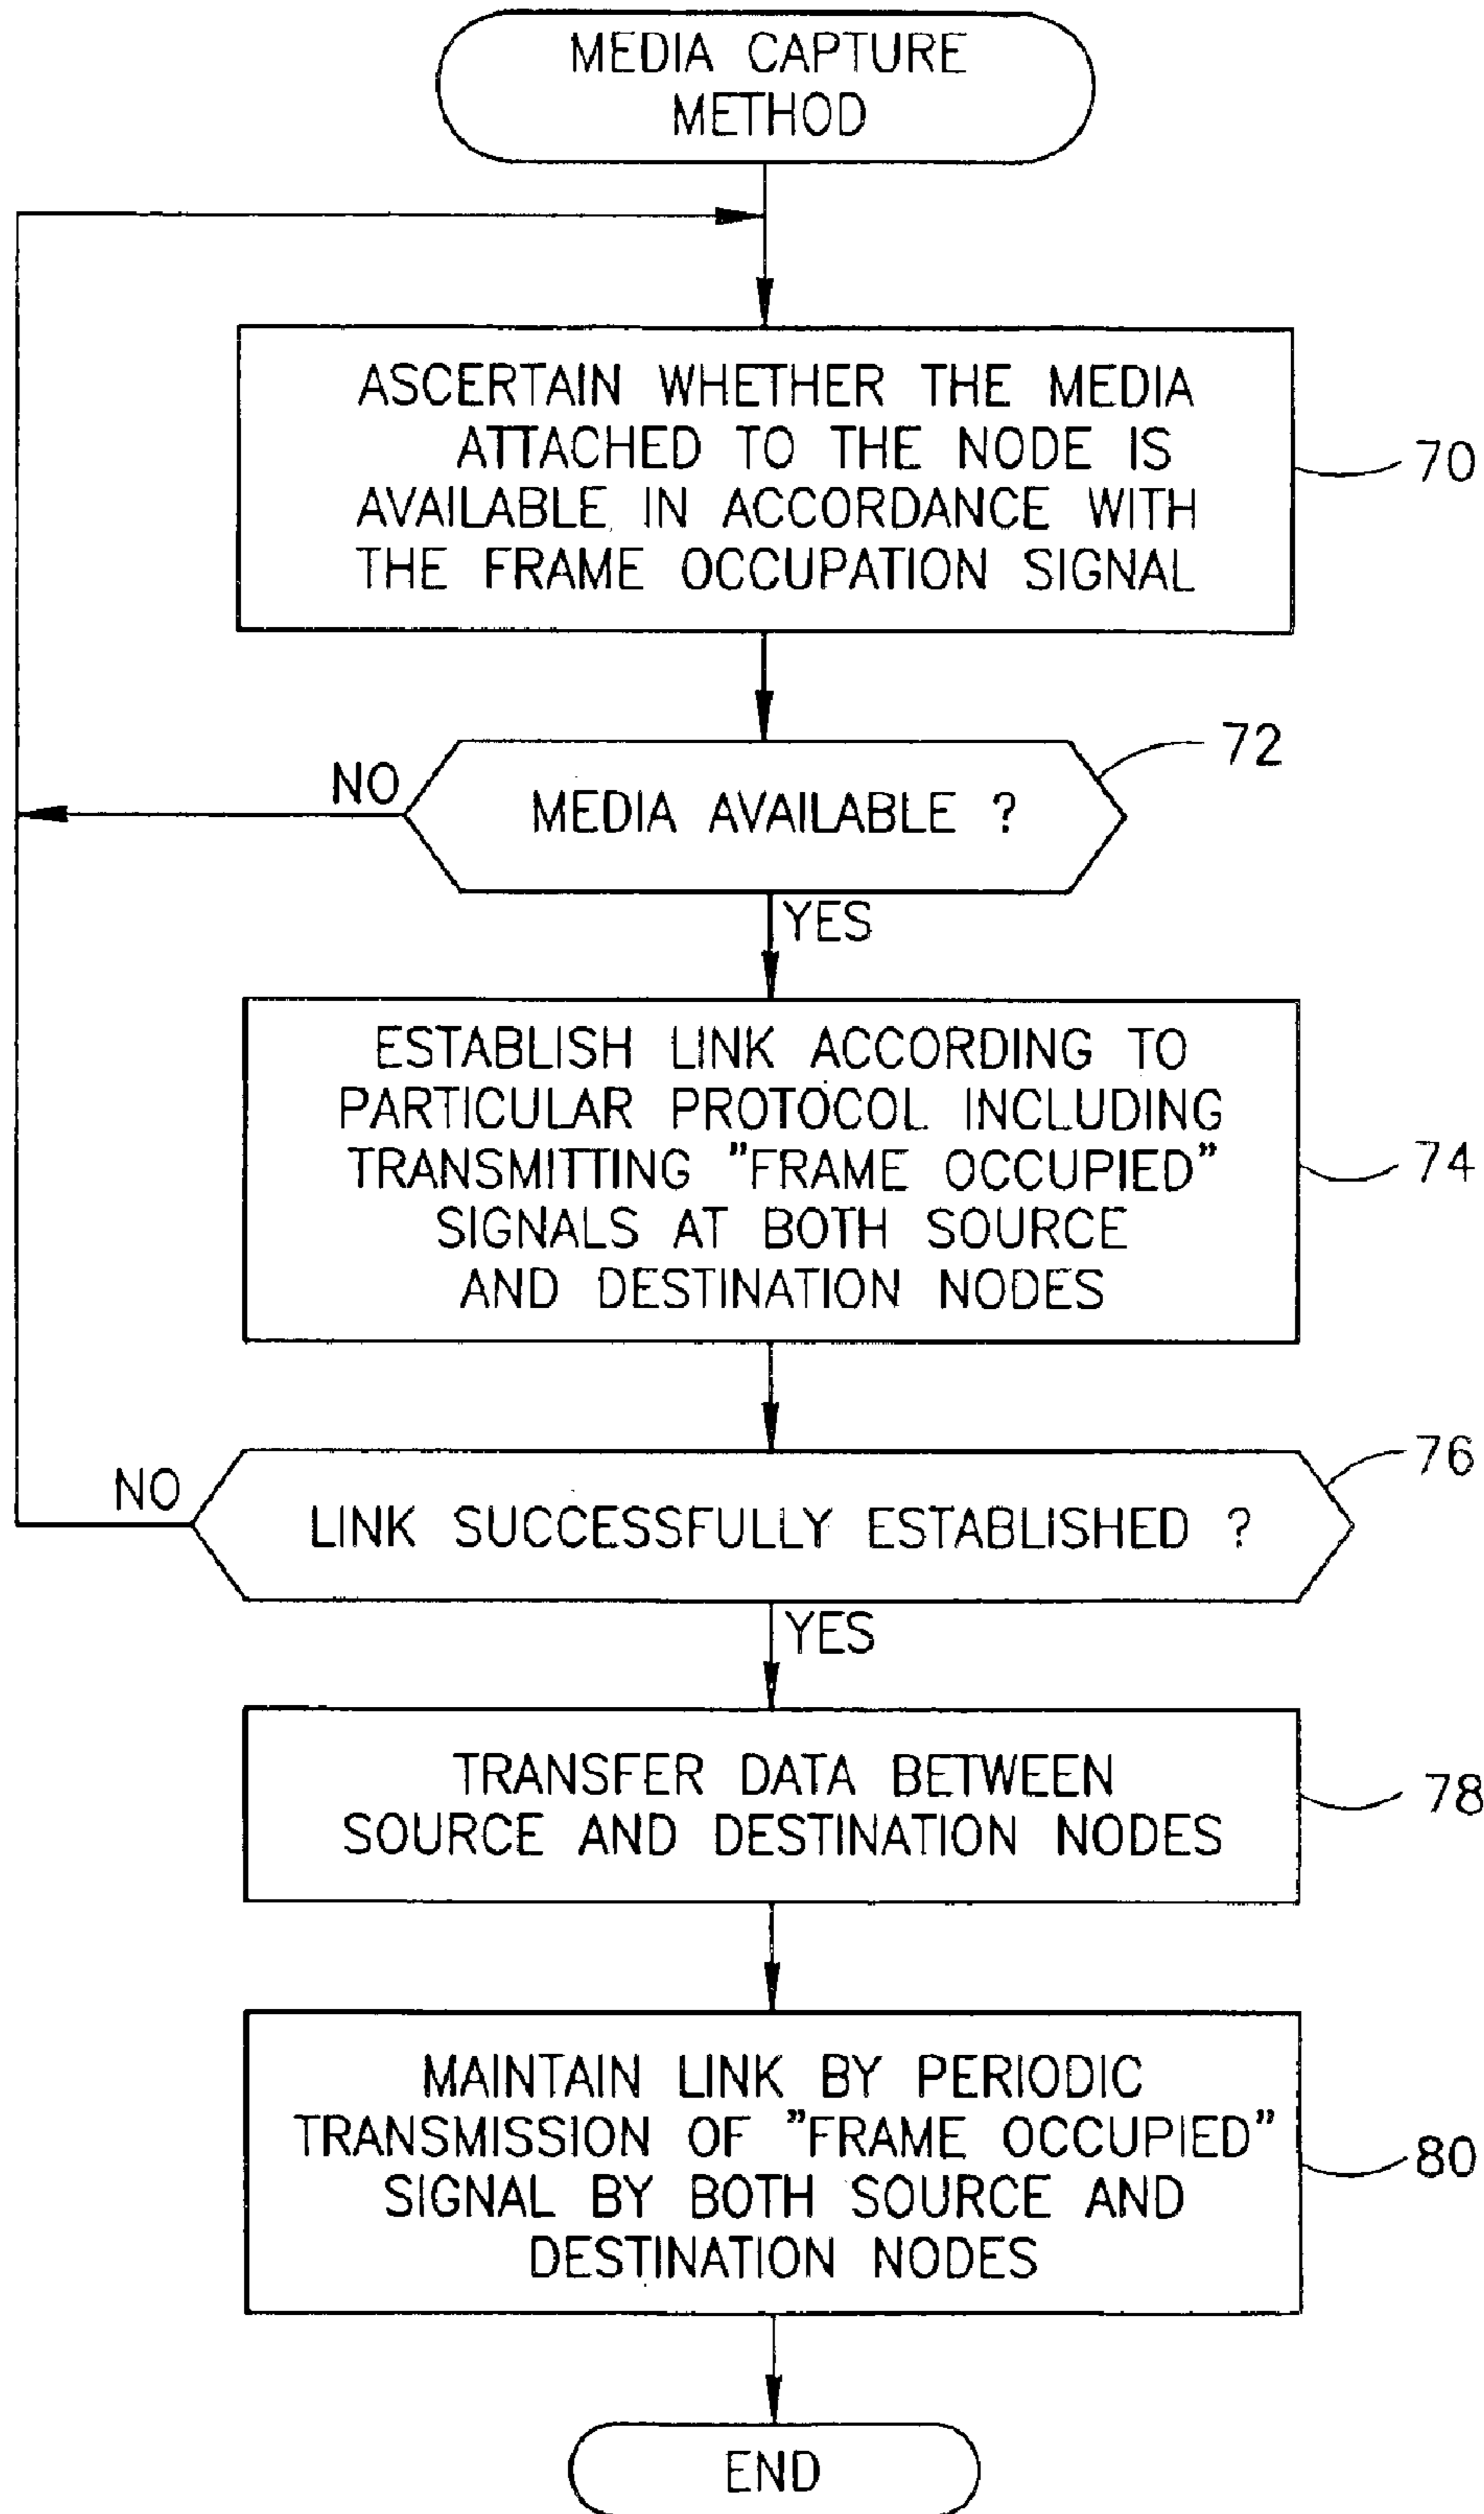 MEDIA CAPTURE
METHOD
ASCERTAIN WHETHER THE MEDIA
ATTACHED TO THE NODE IS
AVAILABLE IN ACCORDANCE WITH
THE FRAME OCCUPATION SIGNAL
70
72
NO
MEDIA AVAILABLE ?
YES
ESTABLISH LINK ACCORDING TO
PARTICULAR PROTOCOL INCLUDING
TRANSMITTING "FRAME OCCUPIED"
SIGNALS AT BOTH SOURCE
AND DESTINATION NODES
74
76
NO
LINK SUCCESSFULLY ESTABLISHED ?
YES
TRANSFER DATA BETWEEN
SOURCE AND DESTINATION NODES
78
MAINTAIN LINK BY PERIODIC
TRANSMISSION OF "FRAME OCCUPIED"
SIGNAL BY BOTH SOURCE AND
DESTINATION NODES
80
END